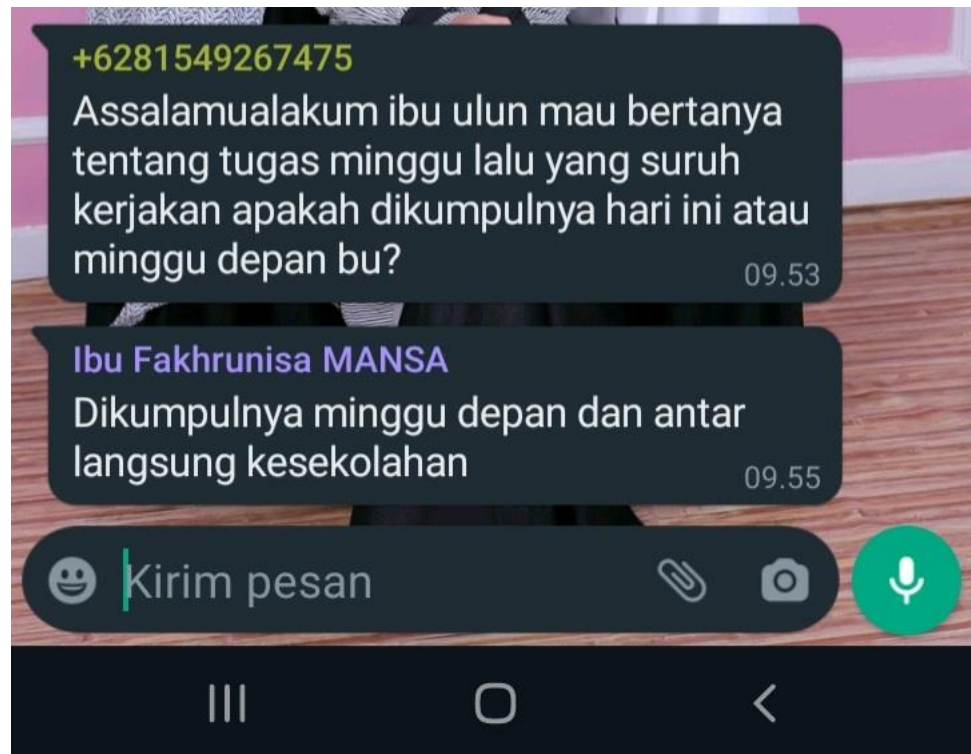 +6281549267475
Assalamualakum ibu ulun mau bertanya
tentang tugas minggu lalu yang suruh
kerjakan apakah dikumpulnya hari ini atau
minggu depan bu?
09.53
Ibu Fakhrunisa MANSA
Dikumpulnya minggu depan dan antar
langsung kesekolahan
09.55
Kirim pesan